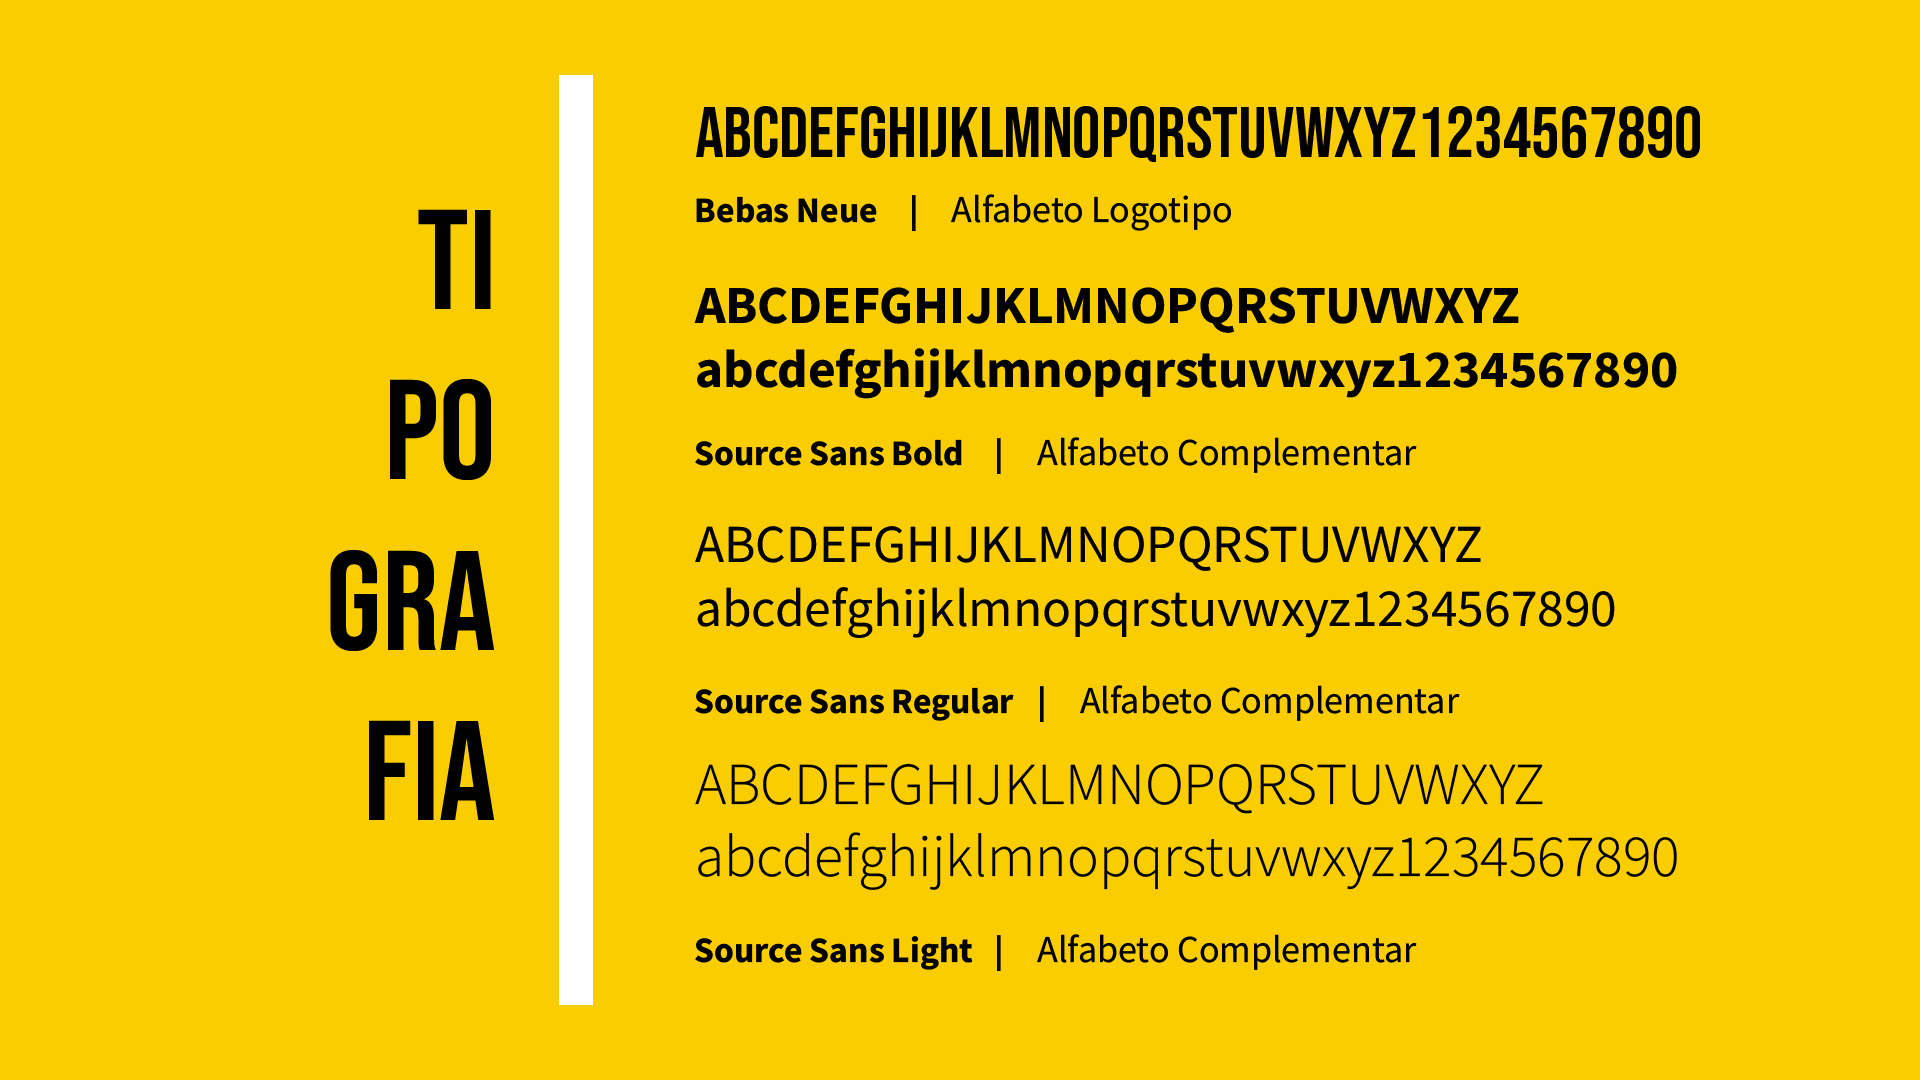 TI
PO
GRA
FIA
ABCDEFGHIJKLMNOPQRSTUVWXYZ1234567890
Bebas Neue | Alfabeto Logotipo
ABCDEFGHIJKLMNOPQRSTUVWXYZ
abcdefghijklmnopqrstuvwxyz1234567890
Source Sans Bold | Alfabeto Complementar
ABCDEFGHIJKLMNOPQRSTUVWXYZ
abcdefghijklmnopqrstuvwxyz1234567890
Source Sans Regular | Alfabeto Complementar
ABCDEFGHIJKLMNOPQRSTUVWXYZ
abcdefghijklmnopqrstuvwxyz1234567890
Source Sans Light | Alfabeto Complementar